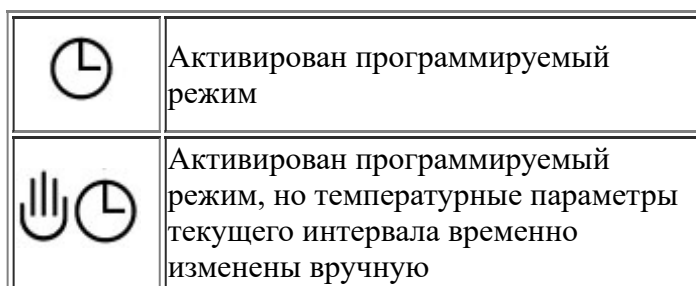 Активирован программируемый
режим
Активирован программируемый
режим, но температурные параметры
текущего интервала временно
изменены вручную